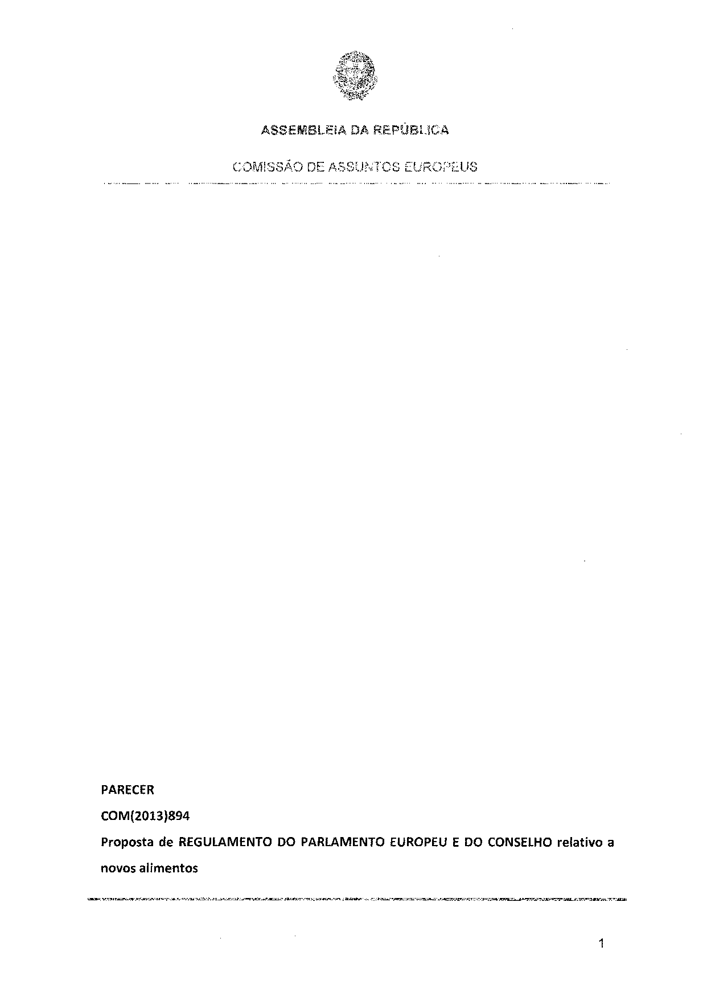 ASSEMBLEIA DA REPÚBLICA
COMISSÃO DE ASSUNTOS EUROPEUS
PARECER
COM(2013)894
Proposta de REGULAMENTO DO PARLAMENTO EUROPEU E DO CONSELHO relativo a
novos alimentos
1